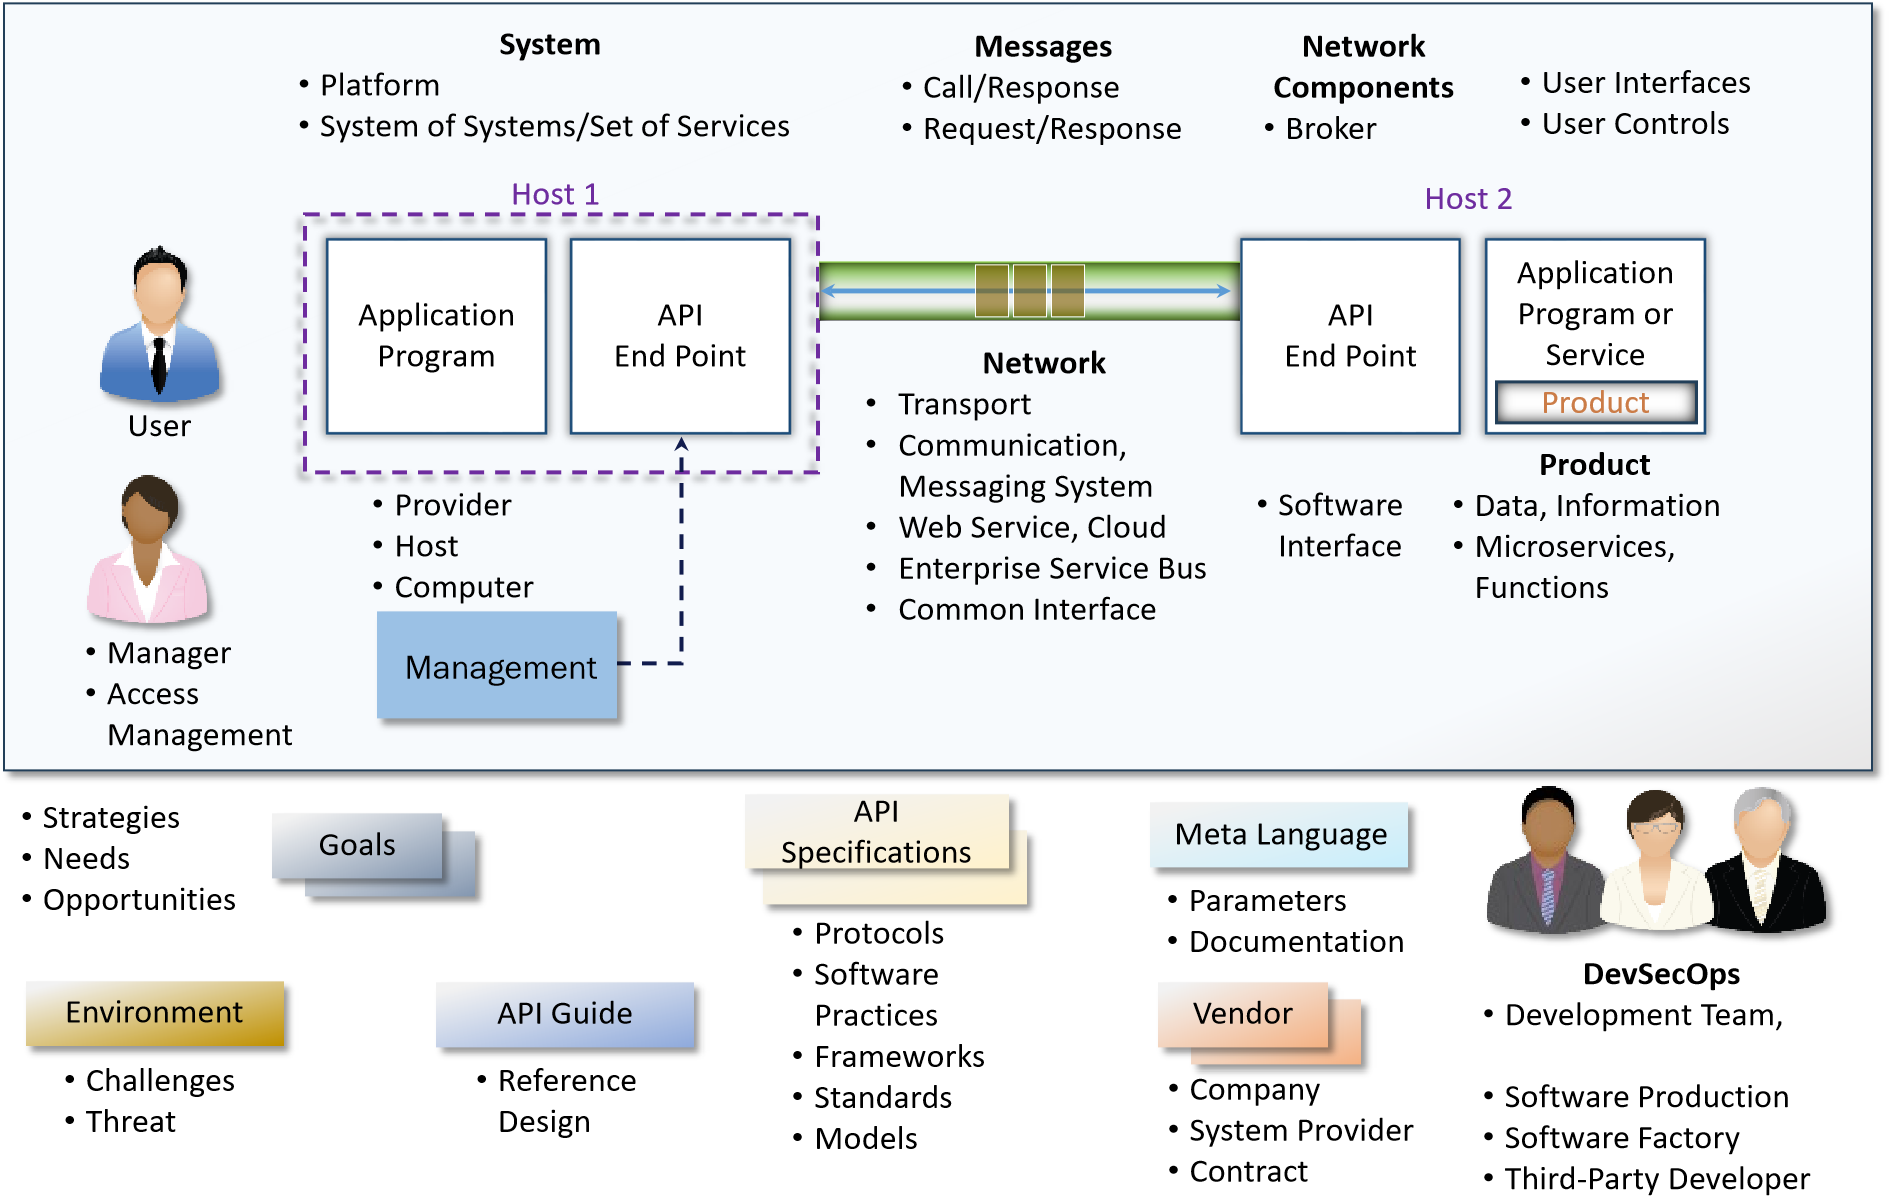 System
• Platform
• System of Systems/Set of Services
Messages
• Call/Response
• Request/Response
Network
Components
• Broker
• User Interfaces
• User Controls
Host 1
Host 2
Application
Program
API
End Point
API
End Point
Application
Program or
Service
Product
User
Network
• Transport
• Communication,
Messaging System
• Web Service, Cloud
• Enterprise Service Bus
• Common Interface
Product
• Data, Information
• Microservices,
Functions
• Software
Interface
• Provider
• Host
• Computer
Management
• Manager
• Access
Management
• Strategies
• Needs
• Opportunities
Goals
API
Specifications
• Protocols
• Software
Practices
• Frameworks
• Standards
• Models
Meta Language
• Parameters
• Documentation
DevSecOps
• Development Team,
• Software Production
• Software Factory
• Third-Party Developer
Environment
• Challenges
• Threat
API Guide
• Reference
Design
Vendor
• Company
• System Provider
• Contract